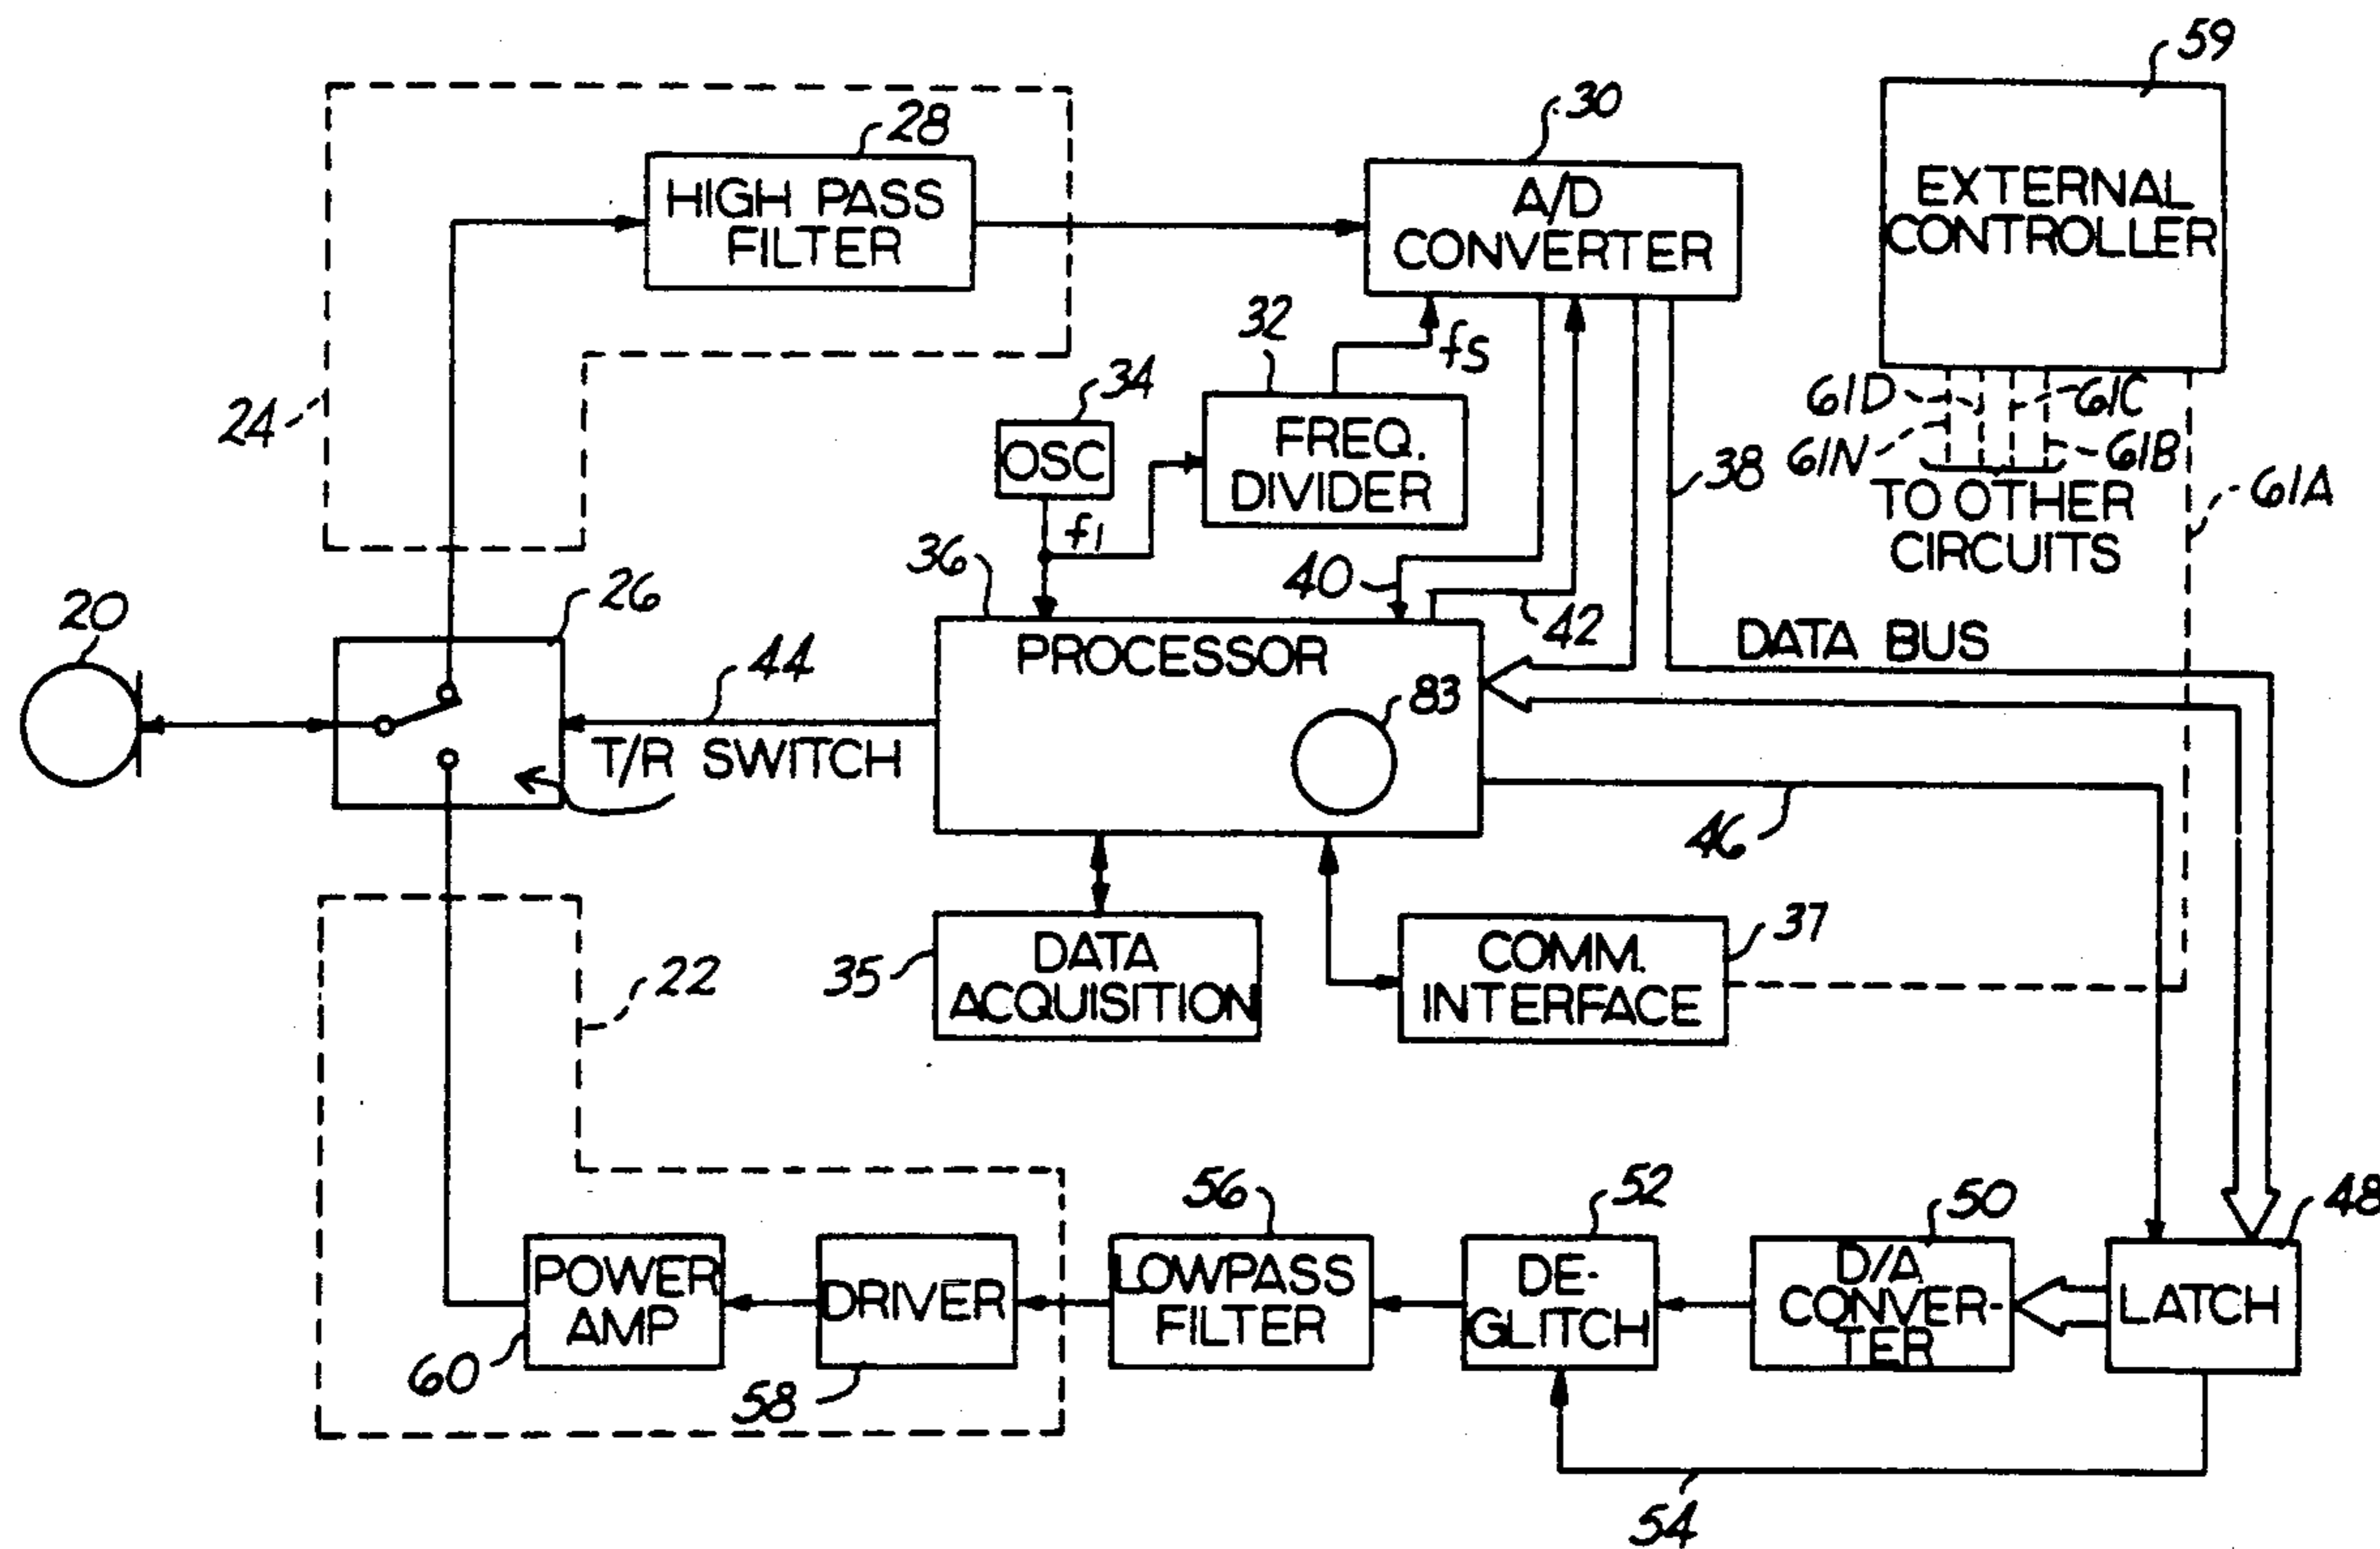 59
30
28
HIGH PASS
FILTER
A/D
CONVERTER
EXTERNAL
CONTROLLER
24
32
fs
34
OSC
FREQ.
DIVIDER
f1
38
61D
61C
61N
61B
61A
TO OTHER
CIRCUITS
36
40
42
20
26
44
T/R SWITCH
PROCESSOR
83
DATA BUS
46
22
35
DATA
ACQUISITION
COMM.
INTERFACE
37
56
52
50
48
POWER
AMP
DRIVER
LOWPASS
FILTER
DE-
GLITCH
D/A
CONVER-
TER
LATCH
60
58
54